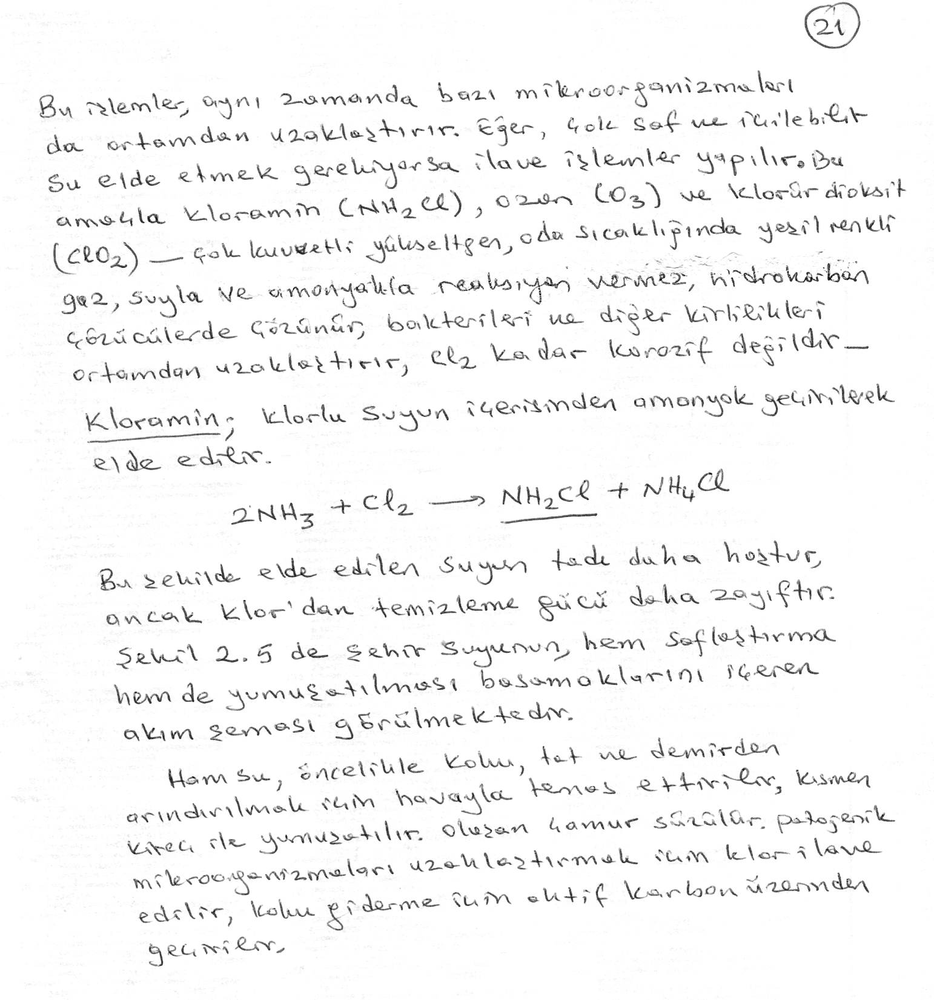 21
Bu işlemler, aynı zamanda bazı mikroorganizmaları
da ortamdan uzaklaştırır. Eğer, çok saf ve içilebilir
su elde etmek gerekiyorsa ilave işlemler yapılır. Bu
amaçla kloramin (NH₂Cl), ozon (O₃) ve klorür dioksit
(ClO₂) — çok kuvvetli yükseltgen, oda sıcaklığında yeşil renkli
gaz, suyla ve amonyakla reaksiyon vermez, hidrokarbon
çözücülerde çözünür, bakterileri ve diğer kirlilikleri
ortamdan uzaklaştırır, Cl₂ kadar korozif değildir —
Kloramin; klorlu suyun içerisinden amonyak geçirilerek
elde edilir.
2NH₃ + Cl₂ → NH₂Cl + NH₄Cl
Bu şekilde elde edilen suyun tadı daha hoştur,
ancak klor'dan temizleme gücü daha zayıftır.
Şekil 2.5 de şehir suyunun, hem saflaştırma
hem de yumuşatılması basamaklarını içeren
akım şeması görülmektedir.
Ham su, öncelikle koku, tat ve demirden
arındırılmak için havayla temas ettirilir, kısmen
kireç ile yumuşatılır. Oluşan çamur süzülür. patojenik
mikroorganizmaları uzaklaştırmak için klor ilave
edilir, koku giderme için aktif karbon üzerinden
geçirilir.